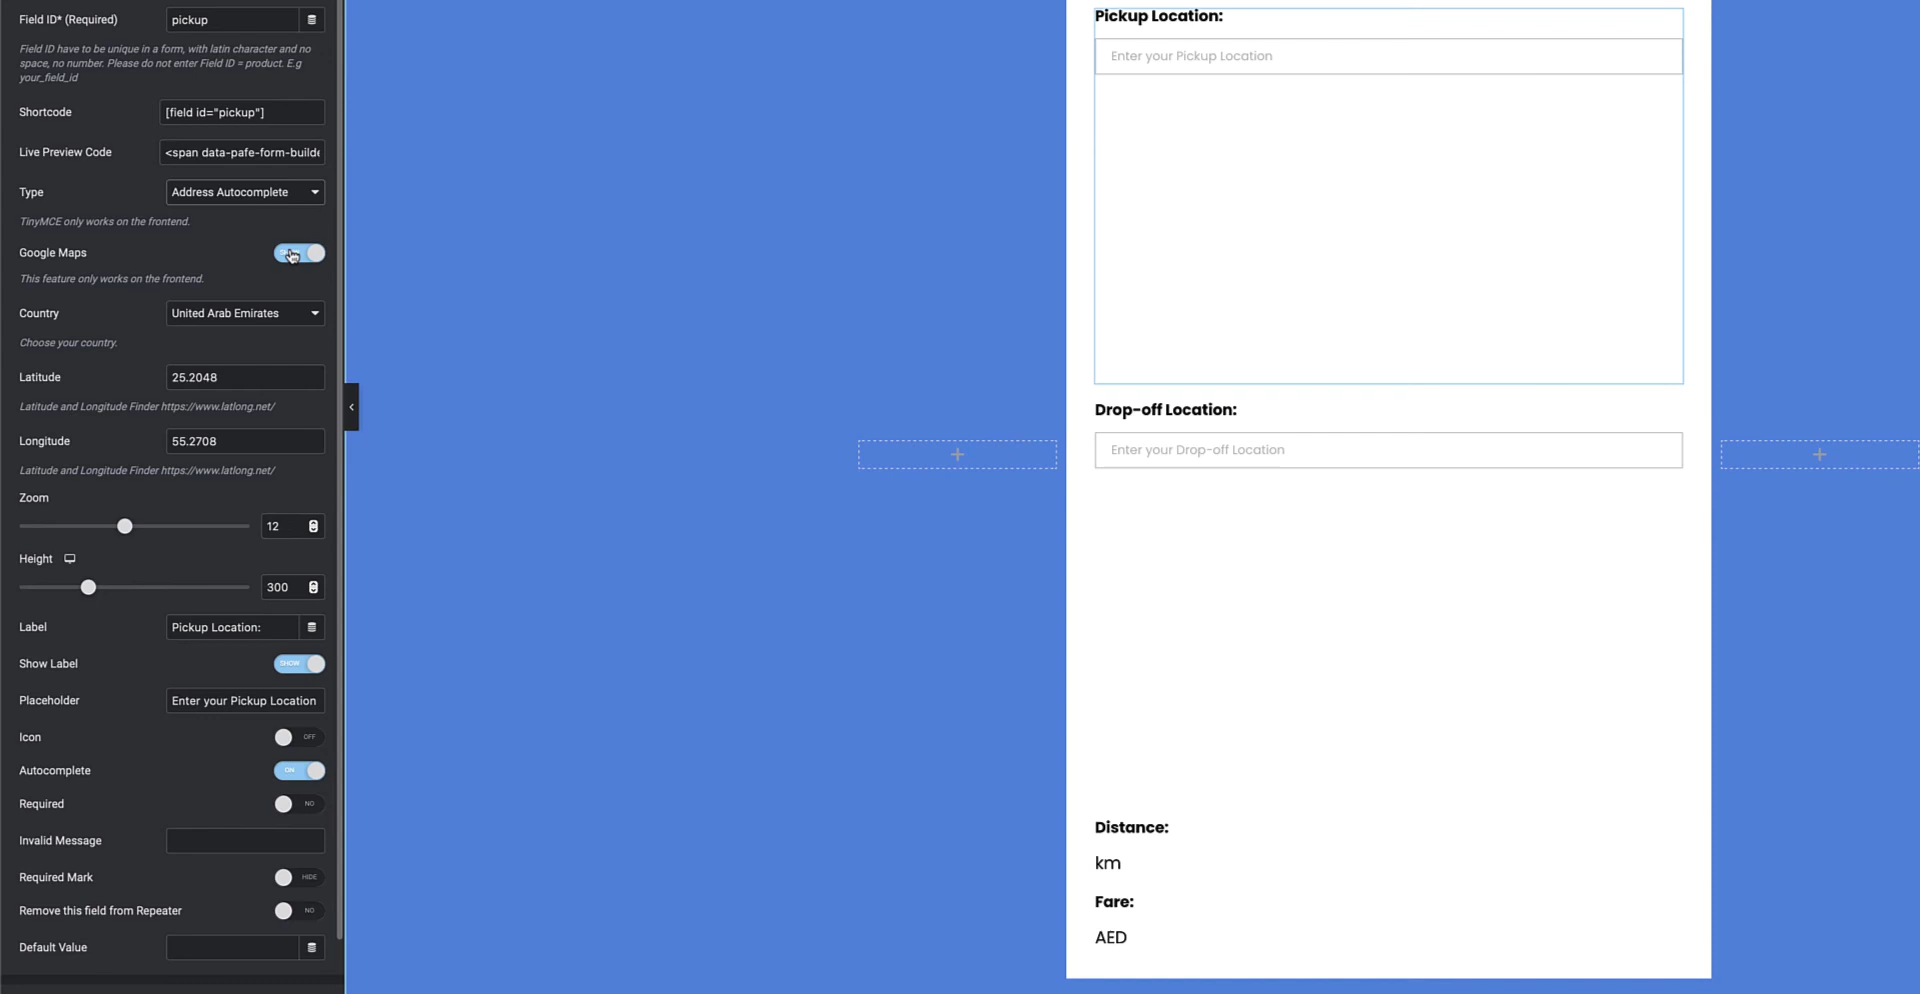 Field ID* (Required)
pickup
Field ID have to be unique in a form, with latin character and no
space, no number. Please do not enter Field ID = product. E.g
your_field_id
Shortcode
[field id="pickup"]
Live Preview Code
<span data-pafe-form-builde
Type
Address Autocomplete
TinyMCE only works on the frontend.
Google Maps
This feature only works on the frontend.
Country
United Arab Emirates
Choose your country.
Latitude
25.2048
Latitude and Longitude Finder https://www.latlong.net/
Longitude
55.2708
Latitude and Longitude Finder https://www.latlong.net/
Zoom
12
Height
300
Label
Pickup Location:
Show Label
SHOW
Placeholder
Enter your Pickup Location
Icon
OFF
Autocomplete
ON
Required
NO
Invalid Message
Required Mark
HIDE
Remove this field from Repeater
NO
Default Value
Pickup Location:
Enter your Pickup Location
Drop-off Location:
Enter your Drop-off Location
Distance:
km
Fare:
AED